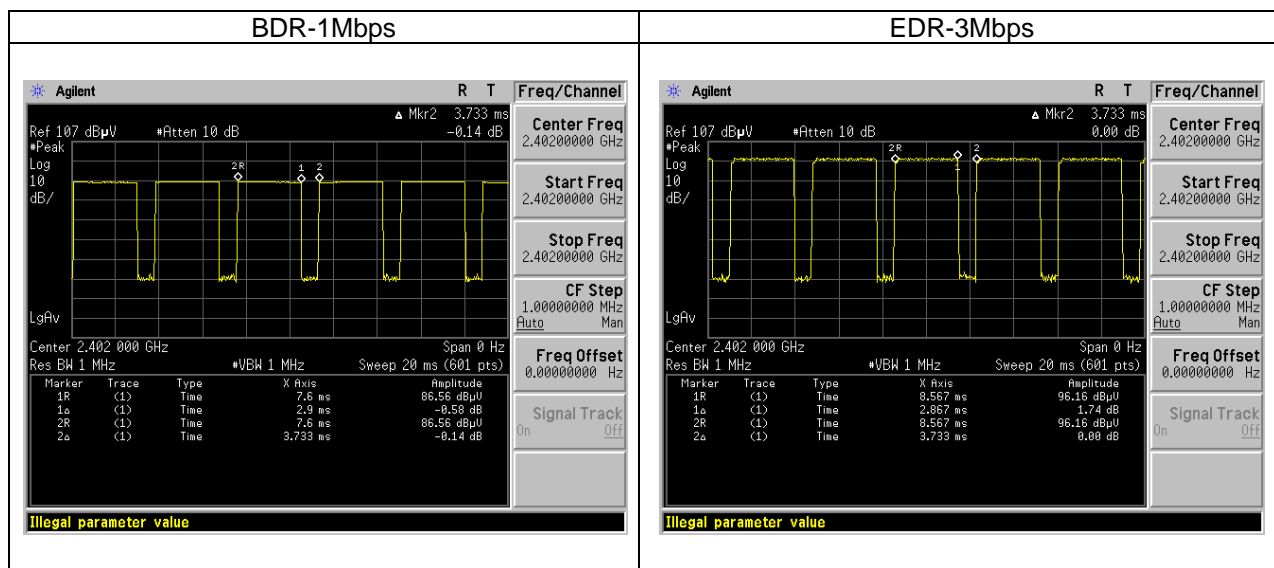 BDR-1Mbps
EDR-3Mbps
Agilent R T Freq/Channel
Δ Mkr2 3.733 ms
Ref 107 dBµV #Atten 10 dB -0.14 dB
#Peak
Log
10
dB/
2R 1 2
LgAv
Center 2.402 000 GHz Span 0 Hz
Res BW 1 MHz #VBW 1 MHz Sweep 20 ms (601 pts)
Marker Trace Type X Axis Amplitude
1R (1) Time 7.6 ms 86.56 dBµV
1Δ (1) Time 2.9 ms -0.58 dB
2R (1) Time 7.6 ms 86.56 dBµV
2Δ (1) Time 3.733 ms -0.14 dB
Illegal parameter value
Center Freq
2.40200000 GHz
Start Freq
2.40200000 GHz
Stop Freq
2.40200000 GHz
CF Step
1.00000000 MHz
Auto Man
Freq Offset
0.00000000 Hz
Signal Track
On Off
Agilent R T Freq/Channel
Δ Mkr2 3.733 ms
Ref 107 dBµV #Atten 10 dB 0.00 dB
#Peak
Log
10
dB/
2R 1 2
LgAv
Center 2.402 000 GHz Span 0 Hz
Res BW 1 MHz #VBW 1 MHz Sweep 20 ms (601 pts)
Marker Trace Type X Axis Amplitude
1R (1) Time 8.567 ms 96.16 dBµV
1Δ (1) Time 2.867 ms 1.74 dB
2R (1) Time 8.567 ms 96.16 dBµV
2Δ (1) Time 3.733 ms 0.00 dB
Illegal parameter value
Center Freq
2.40200000 GHz
Start Freq
2.40200000 GHz
Stop Freq
2.40200000 GHz
CF Step
1.00000000 MHz
Auto Man
Freq Offset
0.00000000 Hz
Signal Track
On Off